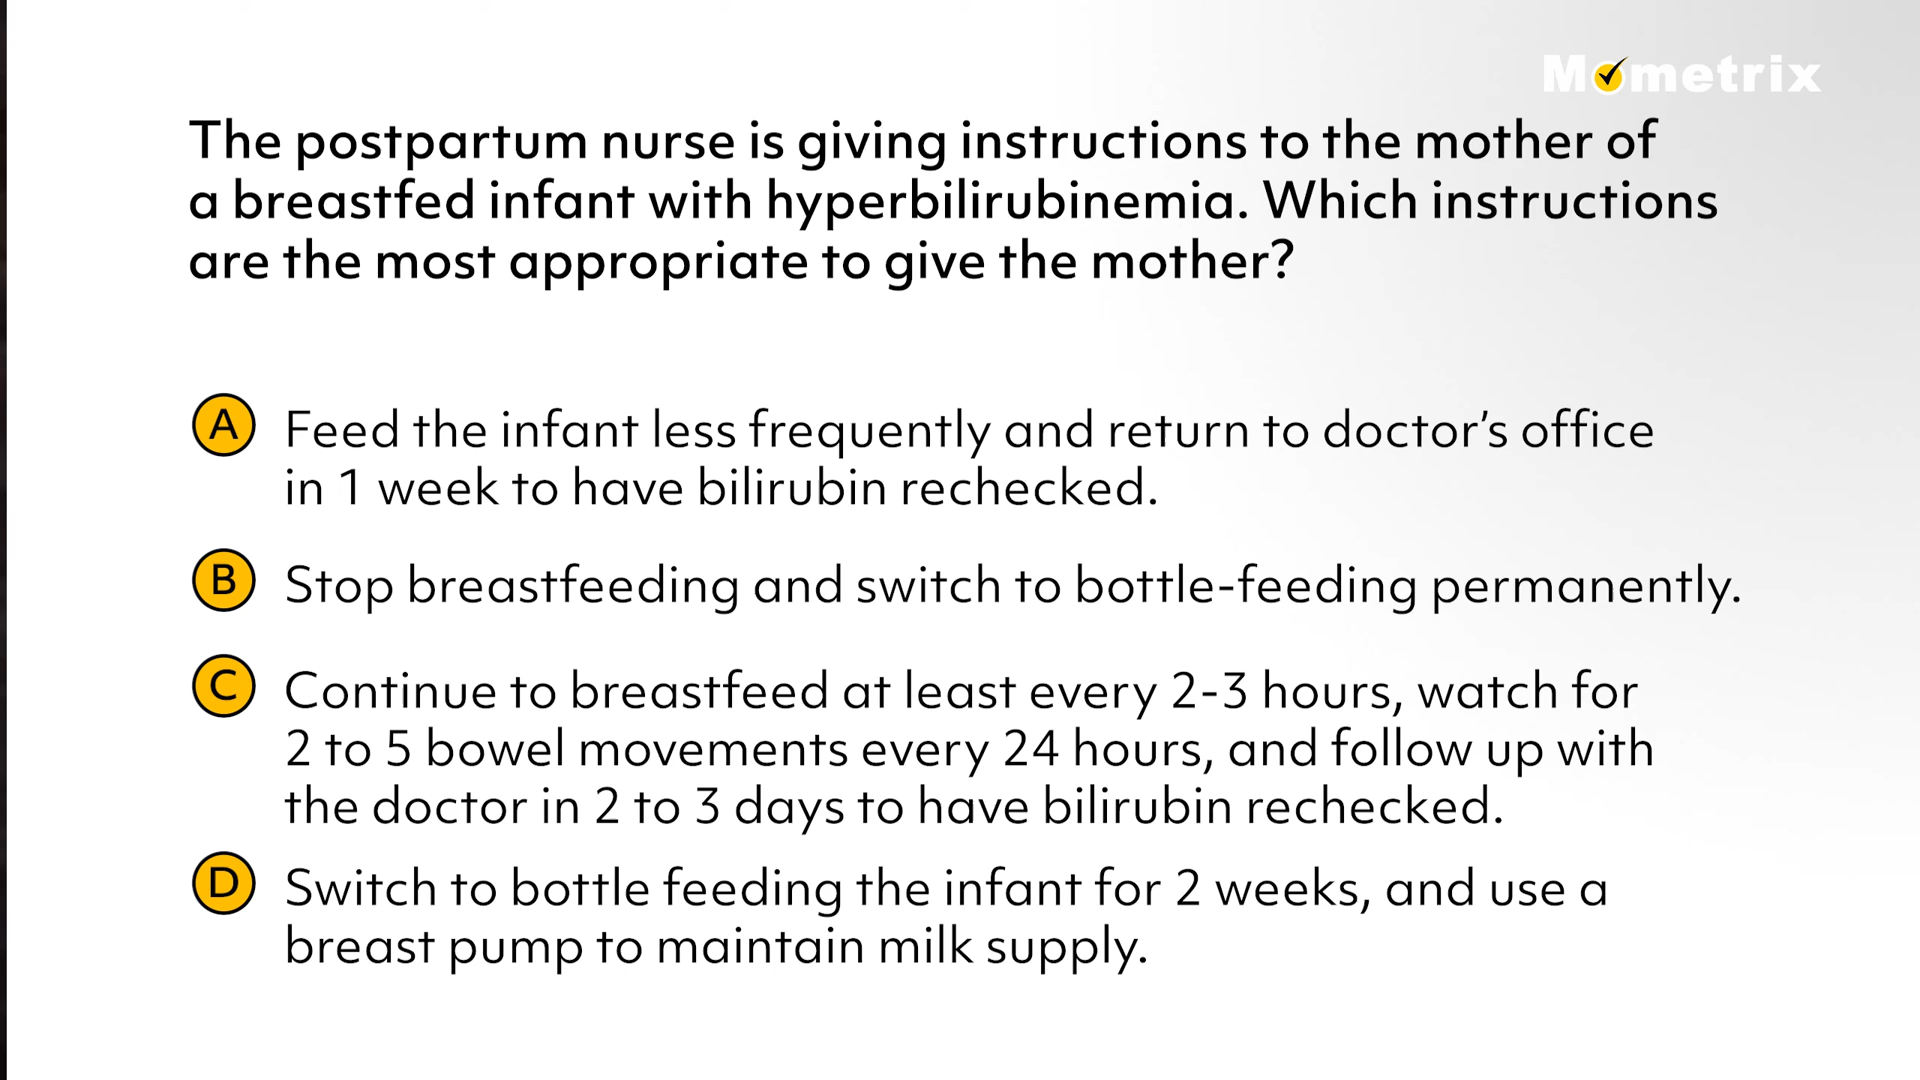 Mometrix
The postpartum nurse is giving instructions to the mother of
a breastfed infant with hyperbilirubinemia. Which instructions
are the most appropriate to give the mother?
A Feed the infant less frequently and return to doctor’s office
in 1 week to have bilirubin rechecked.
B Stop breastfeeding and switch to bottle-feeding permanently.
C Continue to breastfeed at least every 2-3 hours, watch for
2 to 5 bowel movements every 24 hours, and follow up with
the doctor in 2 to 3 days to have bilirubin rechecked.
D Switch to bottle feeding the infant for 2 weeks, and use a
breast pump to maintain milk supply.